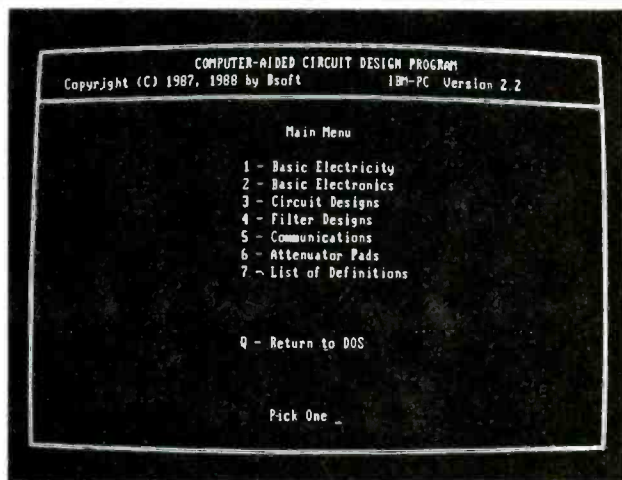 COMPUTER-AIDED CIRCUIT DESIGN PROGRAM
Copyright (C) 1987, 1988 by Bsoft IBM-PC Version 2.2
Main Menu
1 - Basic Electricity
2 - Basic Electronics
3 - Circuit Designs
4 - Filter Designs
5 - Communications
6 - Attenuator Pads
7 - List of Definitions
Q - Return to DOS
Pick One _